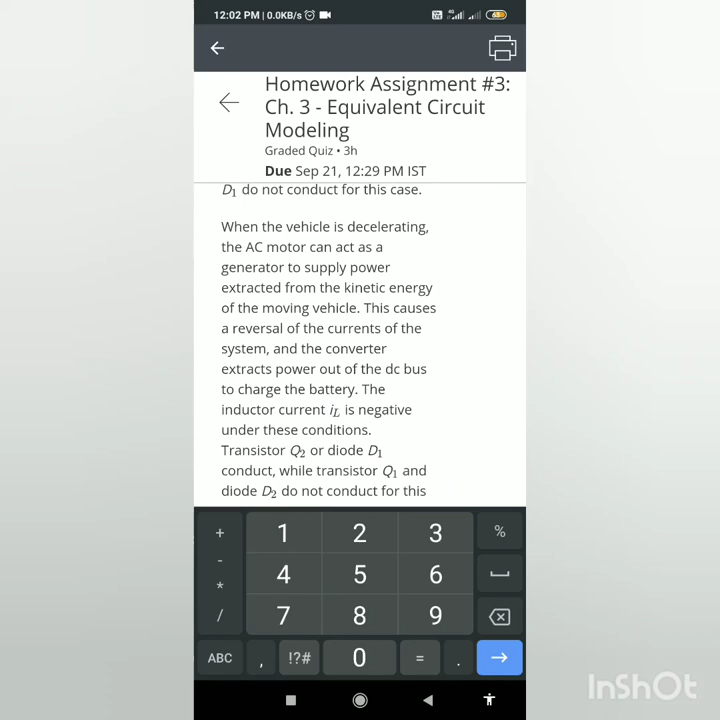 12:02 PM | 0.0KB/s
4G
63
Homework Assignment #3:
Ch. 3 - Equivalent Circuit
Modeling
Graded Quiz • 3h
Due Sep 21, 12:29 PM IST
D₁ do not conduct for this case.
When the vehicle is decelerating,
the AC motor can act as a
generator to supply power
extracted from the kinetic energy
of the moving vehicle. This causes
a reversal of the currents of the
system, and the converter
extracts power out of the dc bus
to charge the battery. The
inductor current i_L is negative
under these conditions.
Transistor Q₂ or diode D₁
conduct, while transistor Q₁ and
diode D₂ do not conduct for this
+ 1 2 3 %
- 4 5 6
* 
/ 7 8 9
ABC , !?# 0 = .
InShOt